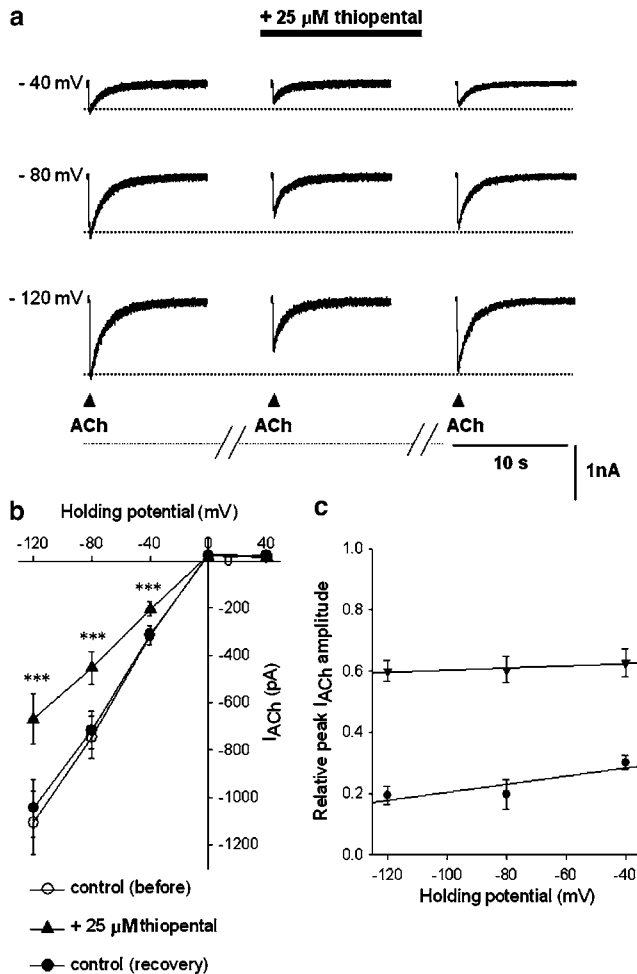 a
+ 25 µM thiopental
- 40 mV
- 80 mV
- 120 mV
ACh
ACh
ACh
10 s
1nA
b
Holding potential (mV)
-120
-80
-40
0
40
0
-200
-400
-600
-800
-1000
-1200
I ACh (pA)
***
***
***
control (before)
+ 25 µM thiopental
control (recovery)
c
Relative peak I ACh amplitude
1.0
0.8
0.6
0.4
0.2
0.0
-120
-100
-80
-60
-40
Holding potential (mV)